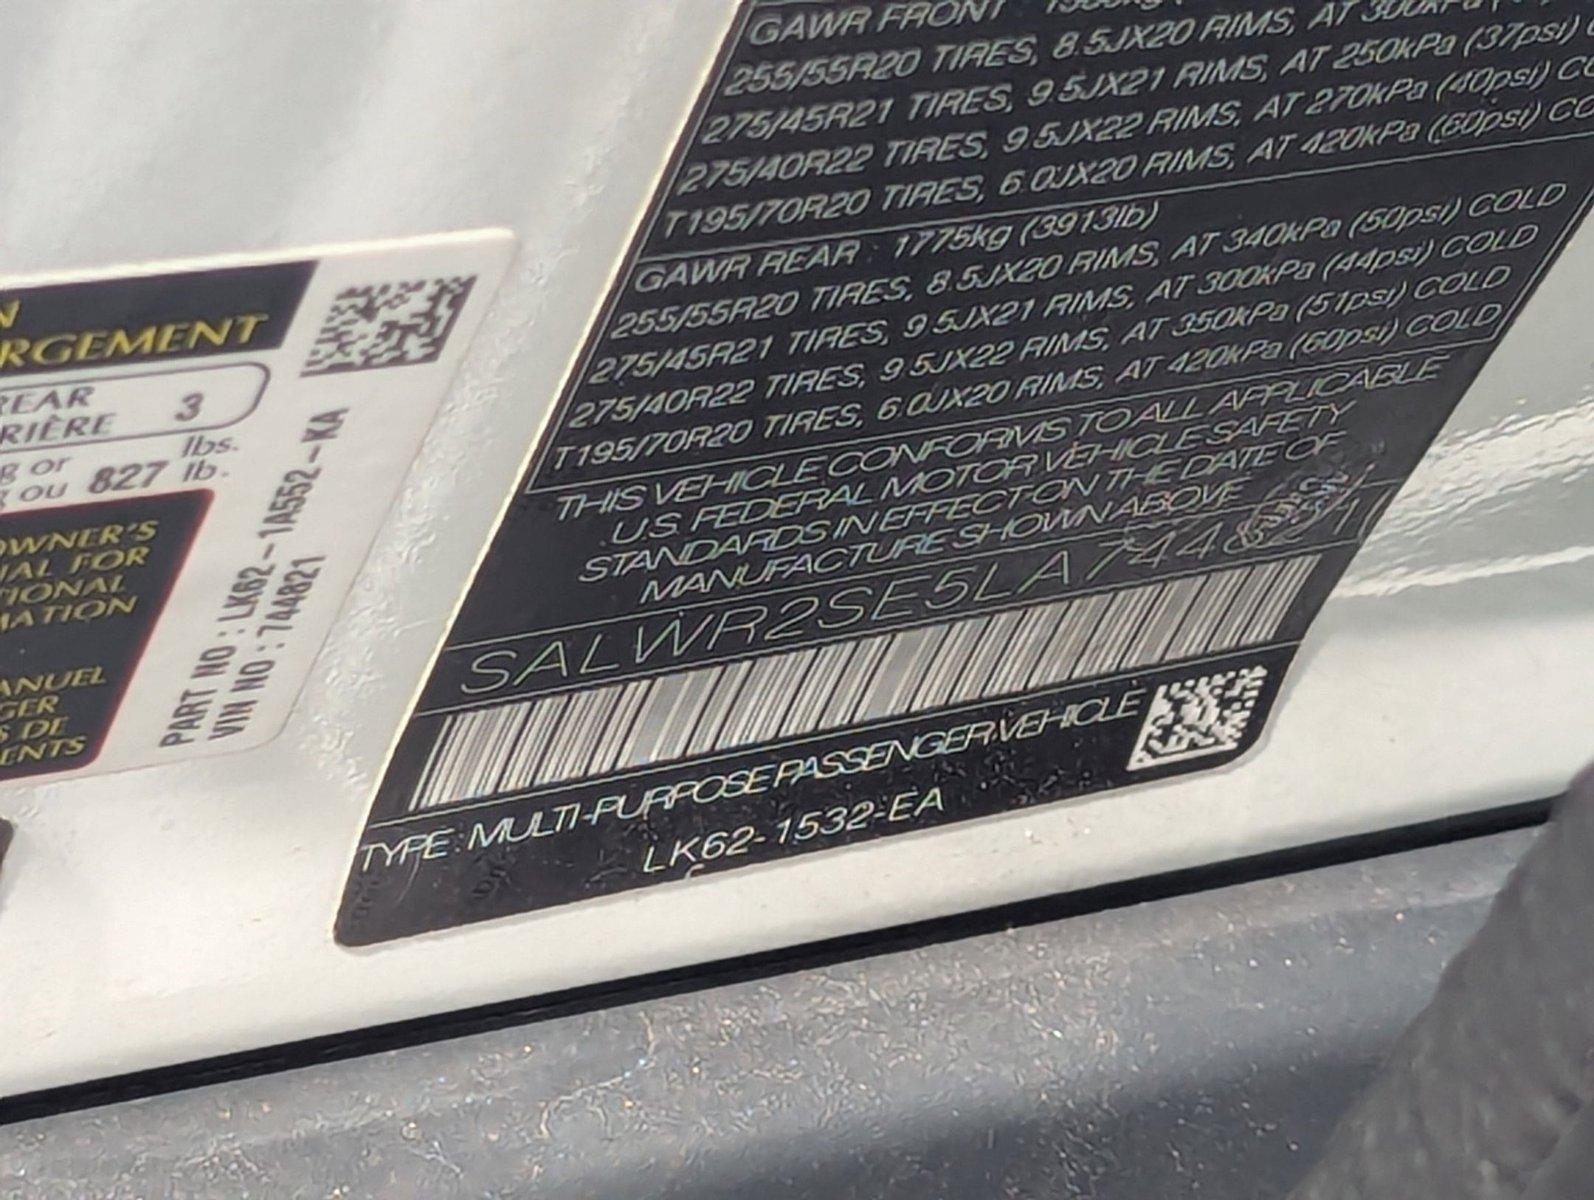 N
RGEMENT
REAR
RIÈRE 3
g or lbs.
g ou 827 lb.
OWNER'S
IAL FOR
TIONAL
MATION
ANUEL
GER
S DE
ENTS
PART NO : LK62-1A552-KA
VIN NO : 744821
GAWR FRONT
255/55R20 TIRES, 8.5JX20 RIMS, AT 300kPa
275/45R21 TIRES, 9.5JX21 RIMS, AT 250kPa (37psi)
275/40R22 TIRES, 9.5JX22 RIMS, AT 270kPa (40psi) CO
T195/70R20 TIRES, 6.0JX20 RIMS, AT 420kPa (60psi) CO
GAWR REAR : 1775kg (3913lb)
255/55R20 TIRES, 8.5JX20 RIMS, AT 340kPa (50psi) COLD
275/45R21 TIRES, 9.5JX21 RIMS, AT 300kPa (44psi) COLD
275/40R22 TIRES, 9.5JX22 RIMS, AT 350kPa (51psi) COLD
T195/70R20 TIRES, 6.0JX20 RIMS, AT 420kPa (60psi) COLD
THIS VEHICLE CONFORMS TO ALL APPLICABLE
U.S. FEDERAL MOTOR VEHICLE SAFETY
STANDARDS IN EFFECT ON THE DATE OF
MANUFACTURE SHOWN ABOVE
SALWR2SE5LA744821
TYPE : MULTI-PURPOSE PASSENGER VEHICLE
LK62-1532-EA